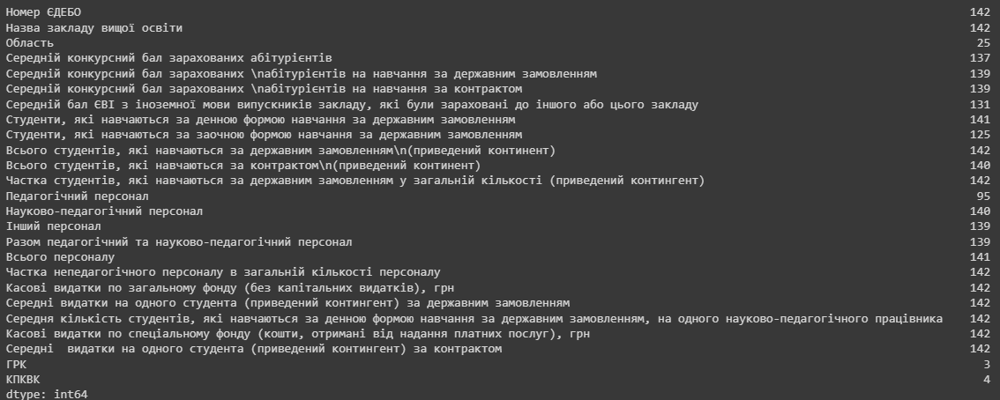 Номер ЄДЕБО 142
Назва закладу вищої освіти 142
Область 25
Середній конкурсний бал зарахованих абітурієнтів 137
Середній конкурсний бал зарахованих \nабітурієнтів на навчання за державним замовленням 139
Середній конкурсний бал зарахованих \nабітурієнтів на навчання за контрактом 139
Середній бал ЄВІ з іноземної мови випускників закладу, які були зараховані до іншого або цього закладу 131
Студенти, які навчаються за денною формою навчання за державним замовленням 141
Студенти, які навчаються за заочною формою навчання за державним замовленням 125
Всього студентів, які навчаються за державним замовленням\n(приведений континент) 142
Всього студентів, які навчаються за контрактом\n(приведений континент) 140
Частка студентів, які навчаються за державним замовленням у загальній кількості (приведений контингент) 142
Педагогічний персонал 95
Науково-педагогічний персонал 140
Інший персонал 139
Разом педагогічний та науково-педагогічний персонал 139
Всього персоналу 141
Частка непедагогічного персоналу в загальній кількості персоналу 142
Касові видатки по загальному фонду (без капітальних видатків), грн 142
Середні видатки на одного студента (приведений контингент) за державним замовленням 142
Середня кількість студентів, які навчаються за денною формою навчання за державним замовленням, на одного науково-педагогічного працівника 142
Касові видатки по спеціальному фонду (кошти, отримані від надання платних послуг), грн 142
Середні  видатки на одного студента (приведений контингент) за контрактом 142
ГРК 3
КПКВК 4
dtype: int64